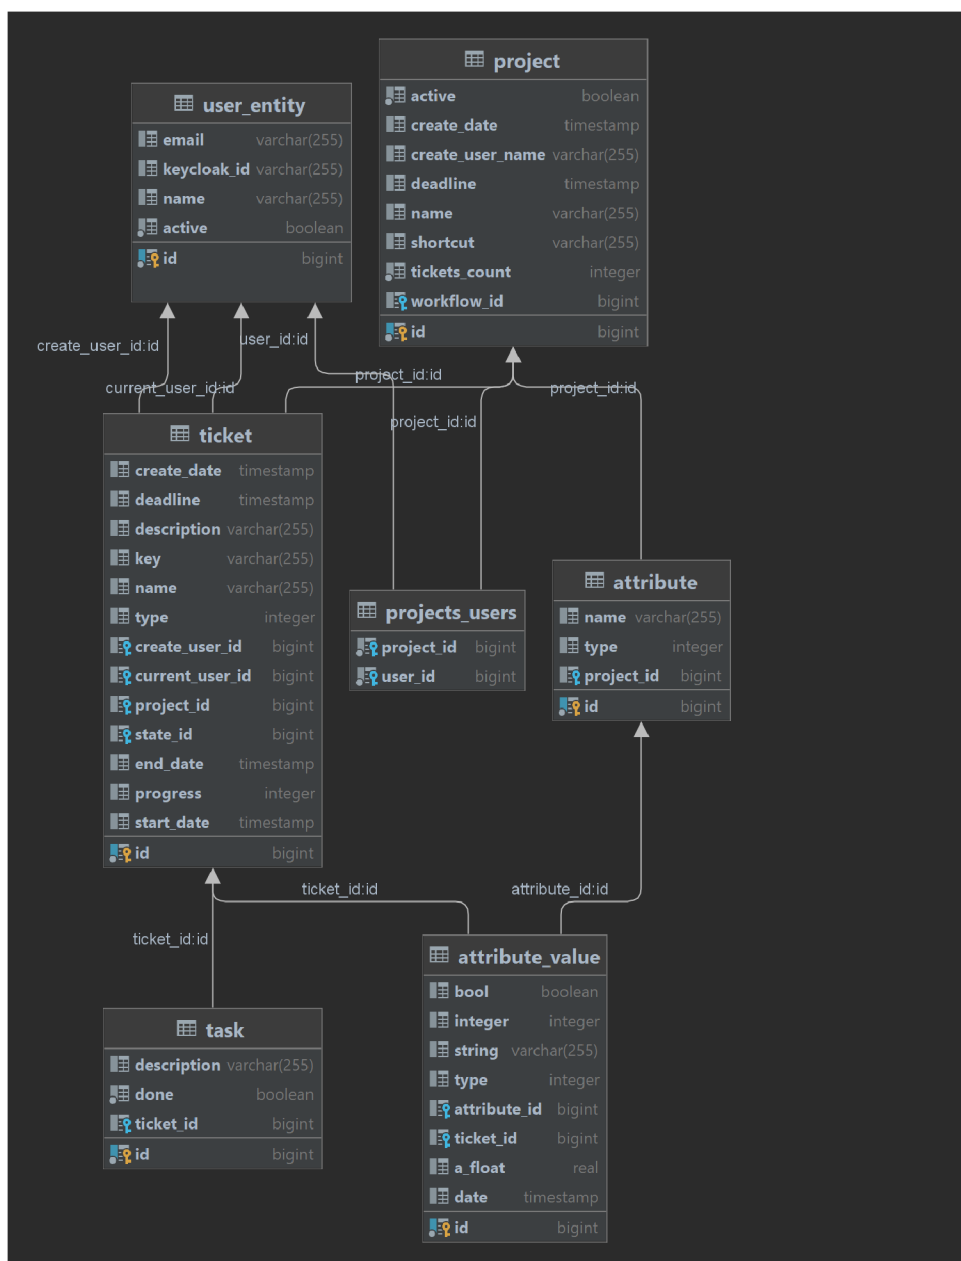 project
active boolean
create_date timestamp
create_user_name varchar(255)
deadline timestamp
name varchar(255)
shortcut varchar(255)
tickets_count integer
workflow_id bigint
id bigint
user_entity
email varchar(255)
keycloak_id varchar(255)
name varchar(255)
active boolean
id bigint
create_user_id:id
user_id:id
current_user_id:id
project_id:id
project_id:id
project_id:id
ticket
create_date timestamp
deadline timestamp
description varchar(255)
key varchar(255)
name varchar(255)
type integer
create_user_id bigint
current_user_id bigint
project_id bigint
state_id bigint
end_date timestamp
progress integer
start_date timestamp
id bigint
projects_users
project_id bigint
user_id bigint
attribute
name varchar(255)
type integer
project_id bigint
id bigint
ticket_id:id
attribute_id:id
ticket_id:id
task
description varchar(255)
done boolean
ticket_id bigint
id bigint
attribute_value
bool boolean
integer integer
string varchar(255)
type integer
attribute_id bigint
ticket_id bigint
a_float real
date timestamp
id bigint